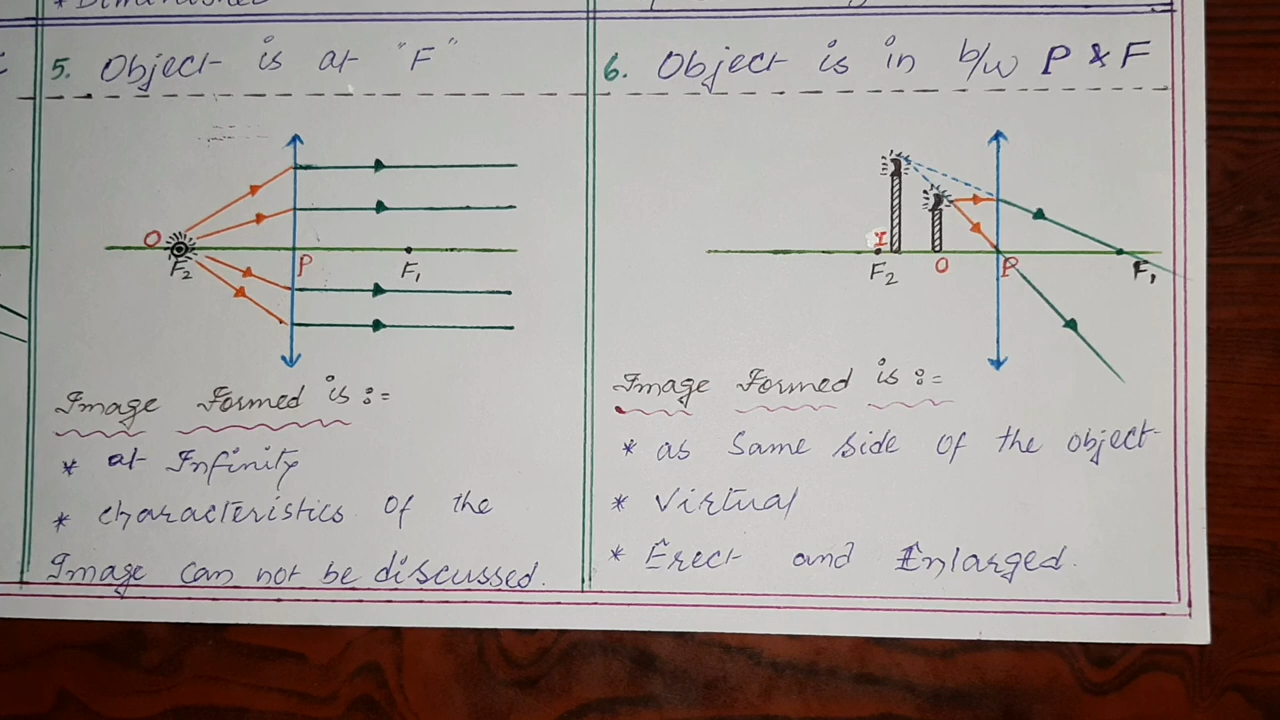 * Diminished
5. Object is at "F"
O
F₂
P
F₁
Image Formed is :-
* at Infinity
* characteristics of the
Image can not be discussed.
6. Object is in b/w P & F
I
F₂
O
P
F₁
Image Formed is :=
* as Same side of the object
* Virtual
* Erect and Enlarged.